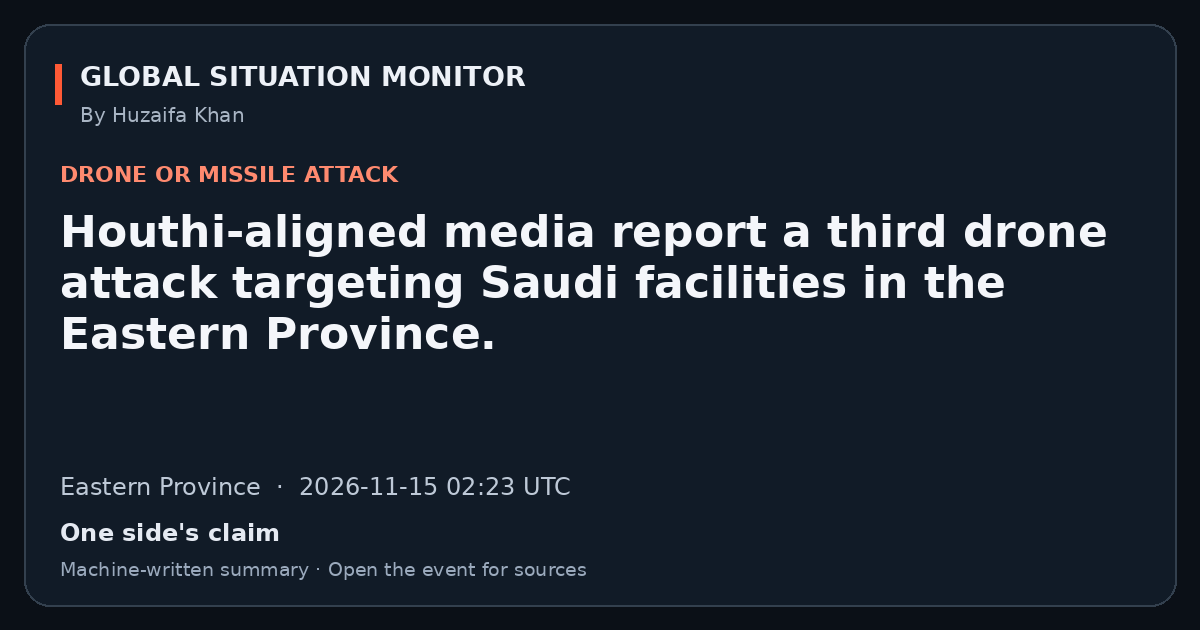 GLOBAL SITUATION MONITOR
By Huzaifa Khan
DRONE OR MISSILE ATTACK
Houthi-aligned media report a third drone
attack targeting Saudi facilities in the
Eastern Province.
Eastern Province · 2026-11-15 02:23 UTC
One side's claim
Machine-written summary · Open the event for sources